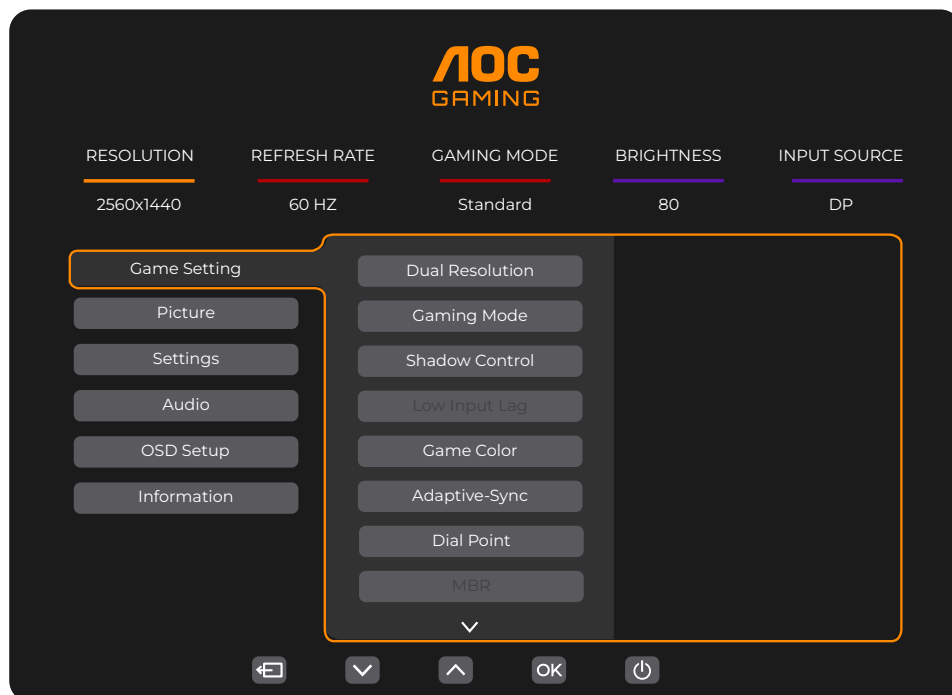 AOC
GAMING
RESOLUTION REFRESH RATE GAMING MODE BRIGHTNESS INPUT SOURCE
2560x1440 60 HZ Standard 80 DP
Game Setting
Picture
Settings
Audio
OSD Setup
Information
Dual Resolution
Gaming Mode
Shadow Control
Low Input Lag
Game Color
Adaptive-Sync
Dial Point
MBR
OK